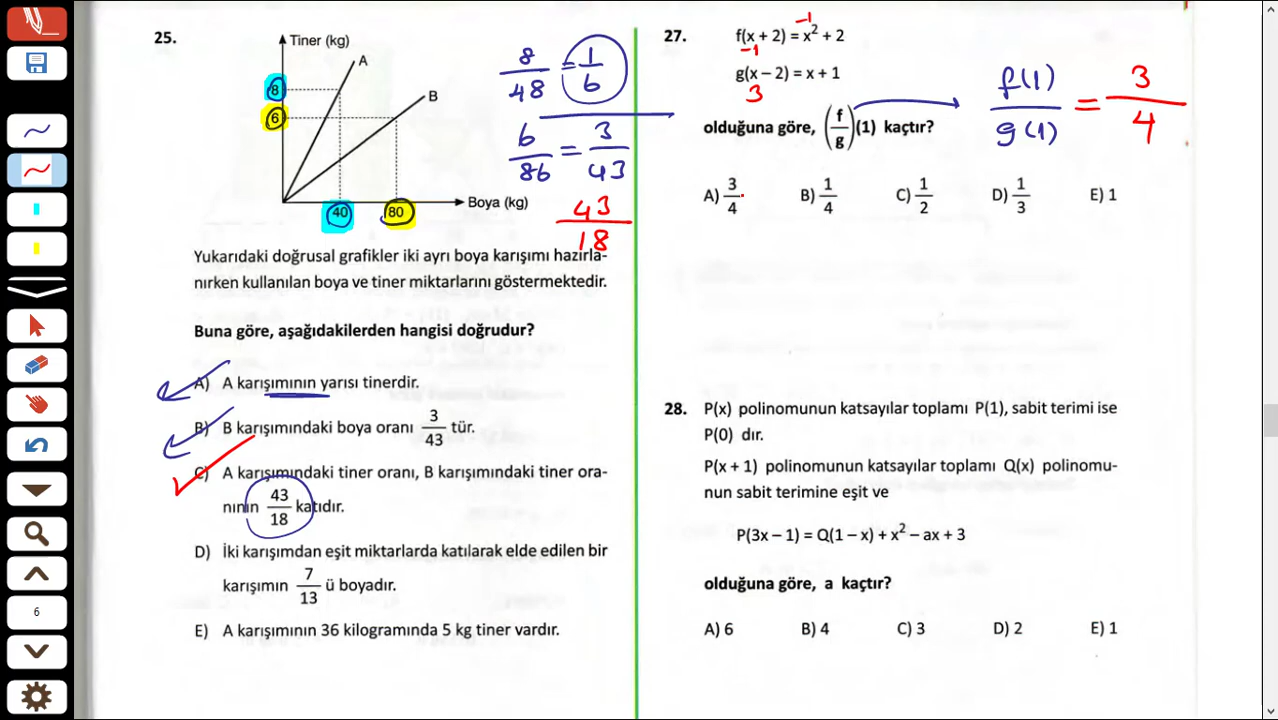 25.
Tiner (kg)
A
B
8
6
40
80
Boya (kg)
8/48 = 1/6
6/86 = 3/43
43/18
Yukarıdaki doğrusal grafikler iki ayrı boya karışımı hazırla-
nırken kullanılan boya ve tiner miktarlarını göstermektedir.
Buna göre, aşağıdakilerden hangisi doğrudur?
A) A karışımının yarısı tinerdir.
B) B karışımındaki boya oranı 3/43 tür.
C) A karışımındaki tiner oranı, B karışımındaki tiner ora-
nının 43/18 katıdır.
D) İki karışımdan eşit miktarlarda katılarak elde edilen bir
karışımın 7/13 ü boyadır.
E) A karışımının 36 kilogramında 5 kg tiner vardır.
27.
-1
f(x + 2) = x² + 2
-1
g(x – 2) = x + 1
3
olduğuna göre, (f/g)(1) kaçtır?
f(1)/g(1) = 3/4
A) 3/4 B) 1/4 C) 1/2 D) 1/3 E) 1
28. P(x) polinomunun katsayılar toplamı P(1), sabit terimi ise
P(0) dır.
P(x + 1) polinomunun katsayılar toplamı Q(x) polinomu-
nun sabit terimine eşit ve
P(3x – 1) = Q(1 – x) + x² – ax + 3
olduğuna göre, a kaçtır?
A) 6 B) 4 C) 3 D) 2 E) 1
6